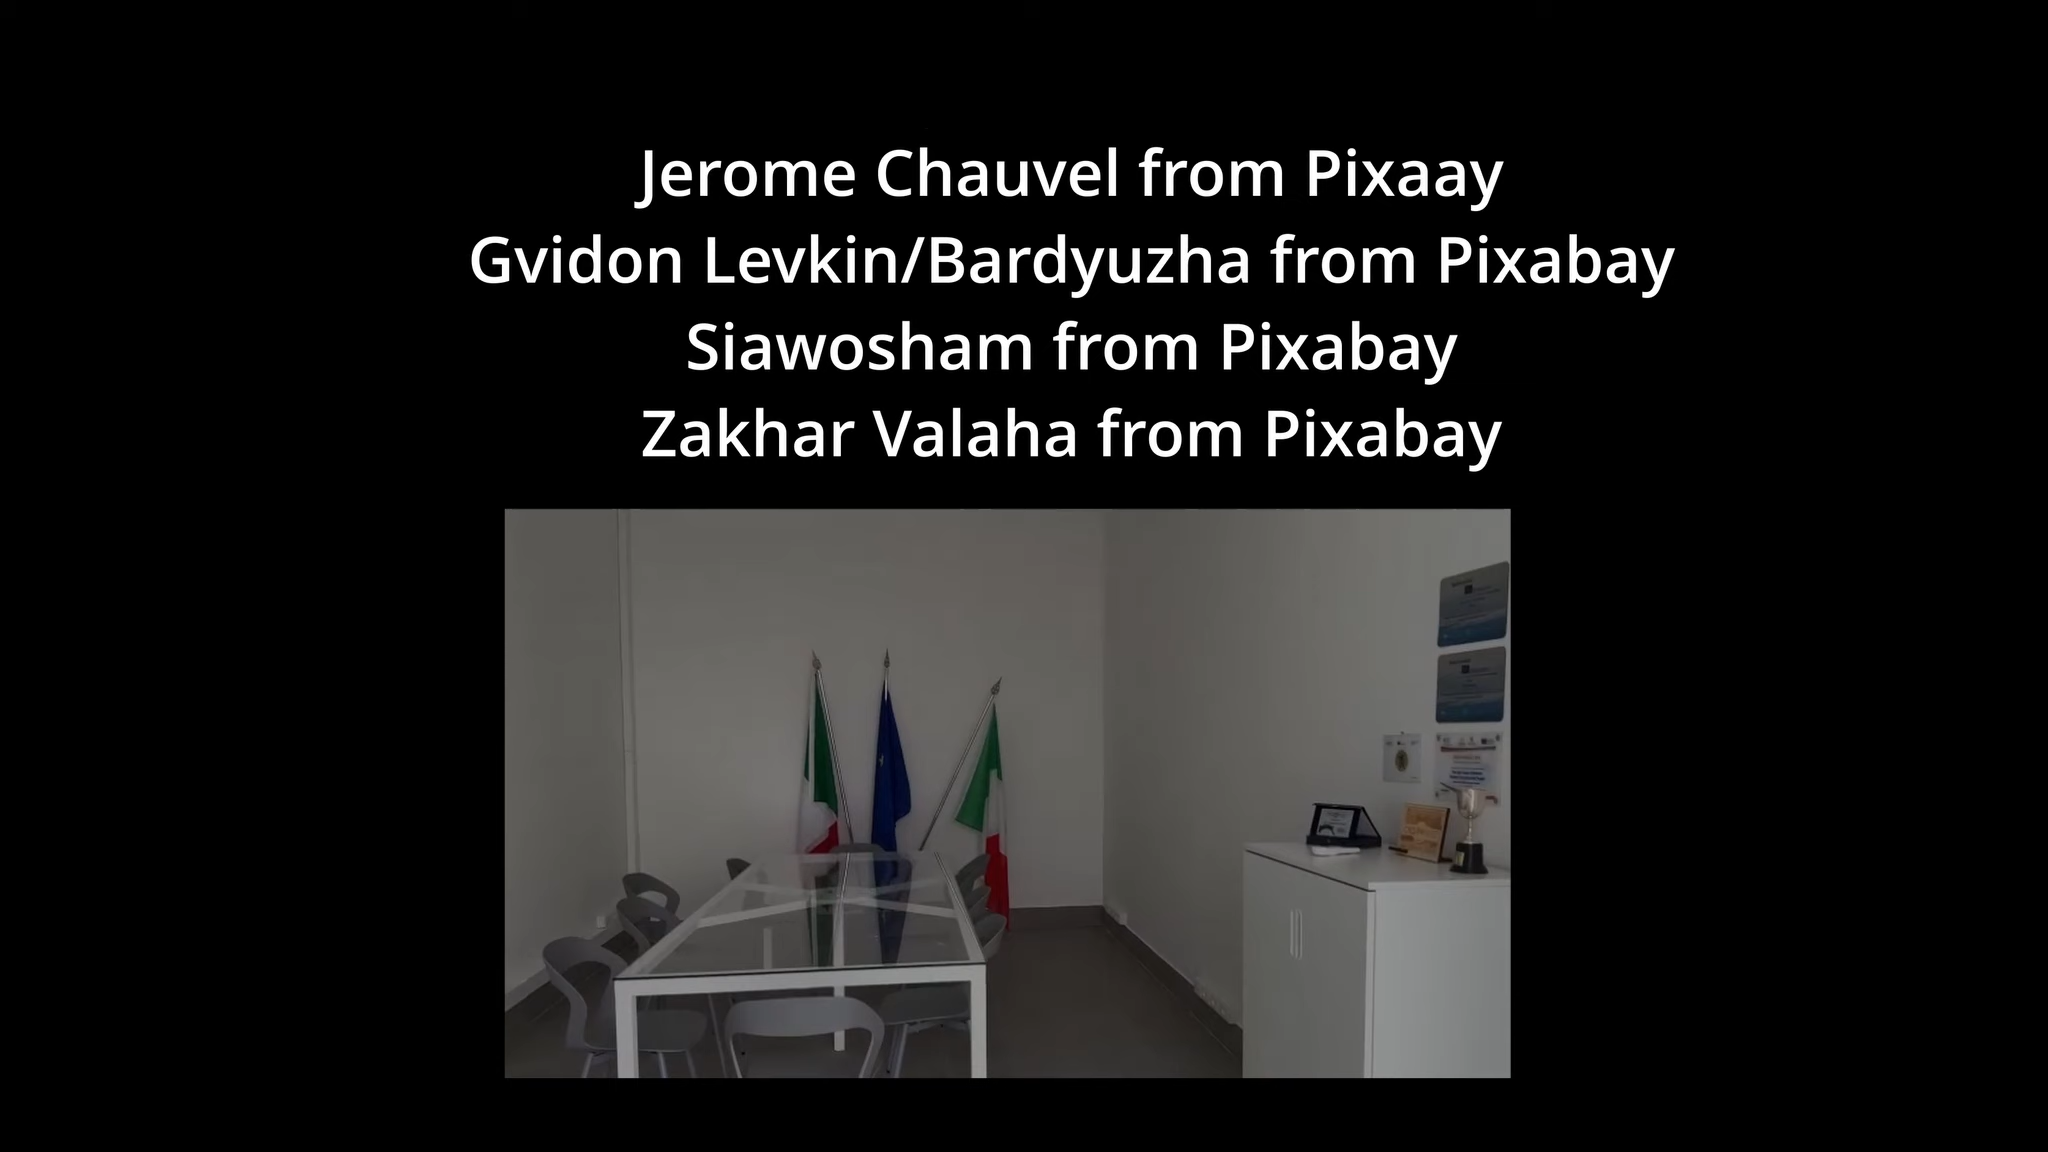 Jerome Chauvel from Pixaay
Gvidon Levkin/Bardyuzha from Pixabay
Siawosham from Pixabay
Zakhar Valaha from Pixabay